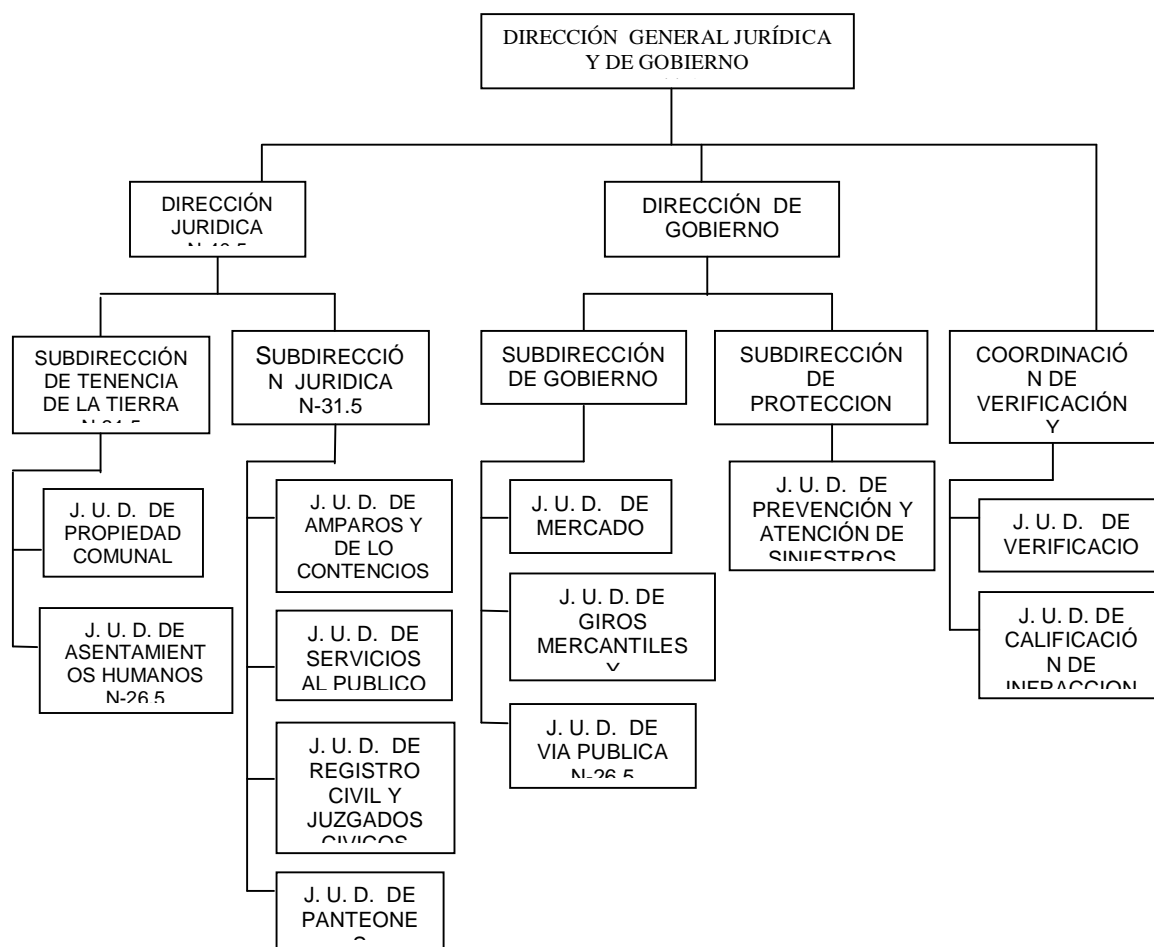 DIRECCIÓN GENERAL JURÍDICA
Y DE GOBIERNO
DIRECCIÓN
JURIDICA
DIRECCIÓN DE
GOBIERNO
SUBDIRECCIÓN
DE TENENCIA
DE LA TIERRA
SUBDIRECCIÓ
N JURIDICA
N-31.5
SUBDIRECCIÓN
DE GOBIERNO
SUBDIRECCIÓN
DE
PROTECCION
COORDINACIÓ
N DE
VERIFICACIÓN
Y
J. U. D. DE
PROPIEDAD
COMUNAL
J. U. D. DE
ASENTAMIENT
OS HUMANOS
N-26.5
J. U. D. DE
AMPAROS Y
DE LO
CONTENCIOS
J. U. D. DE
SERVICIOS
AL PUBLICO
J. U. D. DE
REGISTRO
CIVIL Y
JUZGADOS
CIVICOS
J. U. D. DE
PANTEONE
S
J. U. D. DE
MERCADO
J. U. D. DE
GIROS
MERCANTILES
Y
J. U. D. DE
VIA PUBLICA
N-26.5
J. U. D. DE
PREVENCIÓN Y
ATENCIÓN DE
SINIESTROS
J. U. D. DE
VERIFICACIO
J. U. D. DE
CALIFICACIÓ
N DE
INFRACCION